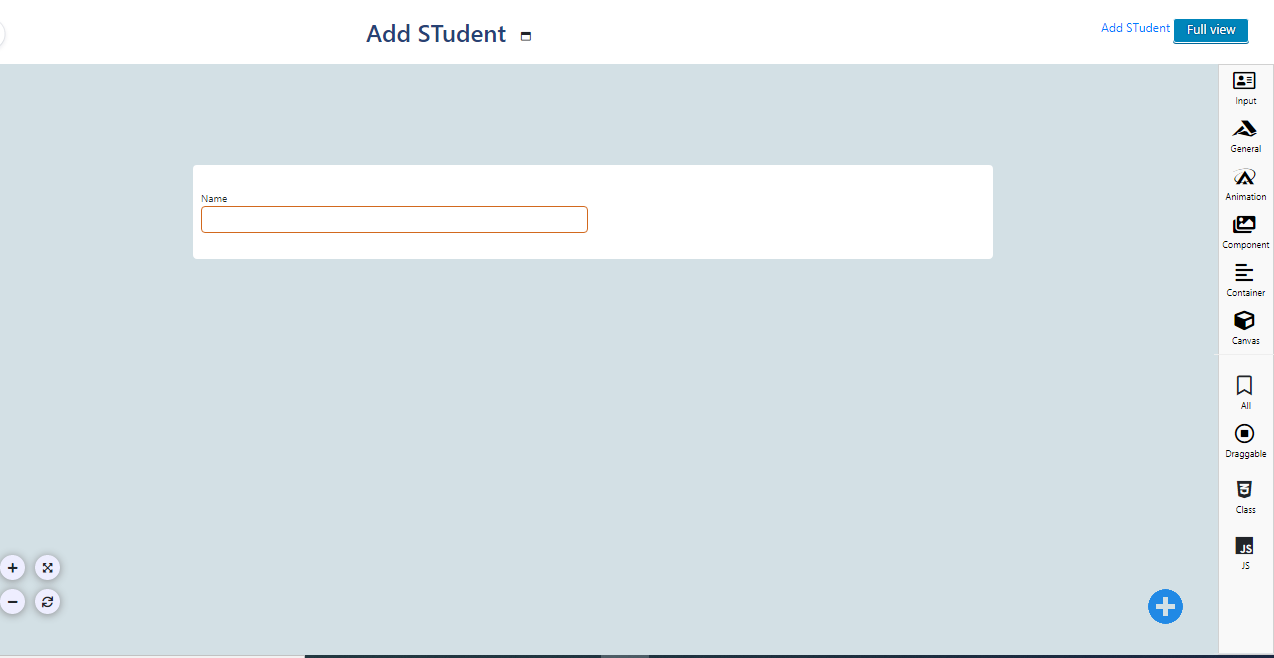 Add STudent
Add STudent
Full view
Name
Input
General
Animation
Component
Container
Canvas
All
Draggable
Class
JS
JS